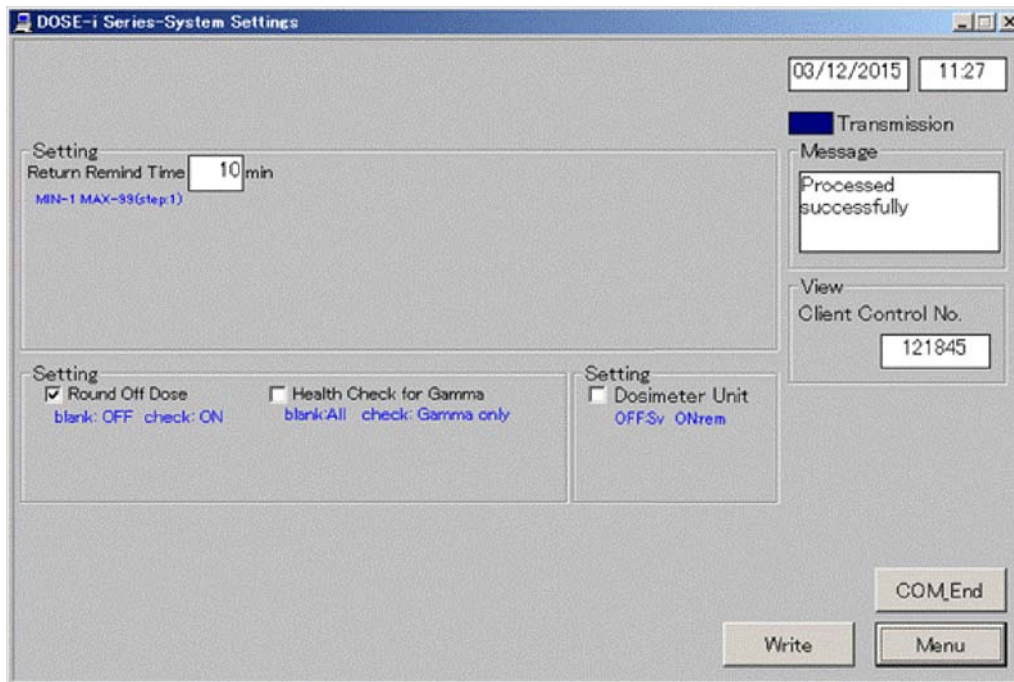 DOSE-i Series-System Settings
03/12/2015 11:27
Transmission
Setting
Return Remind Time 10 min
MIN-1 MAX-99(step:1)
Message
Processed
successfully
View
Client Control No.
121845
Setting
Round Off Dose
blank: OFF check: ON
Health Check for Gamma
blank:All check: Gamma only
Setting
Dosimeter Unit
OFF:Sv ON:rem
COM_End
Write
Menu